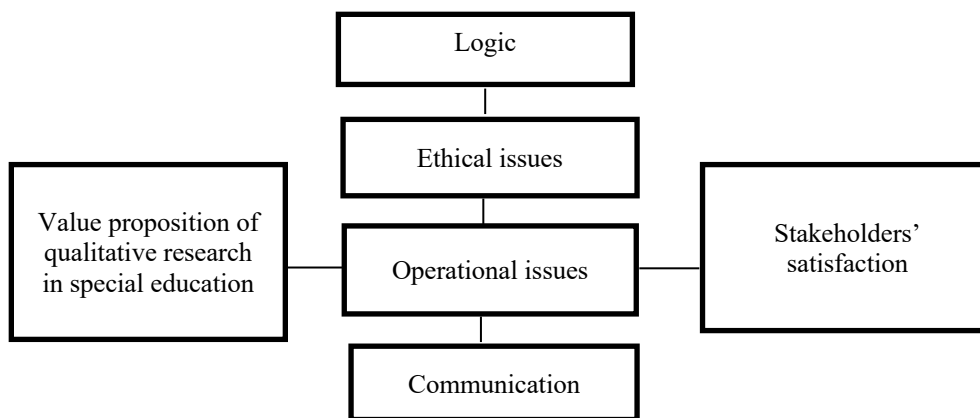 Logic
Ethical issues
Value proposition of
qualitative research
in special education
Operational issues
Stakeholders’
satisfaction
Communication